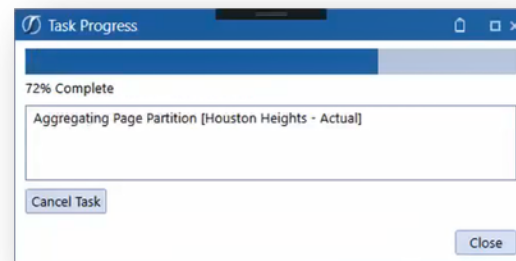 Task Progress
72% Complete
Aggregating Page Partition [Houston Heights - Actual]
Cancel Task
Close